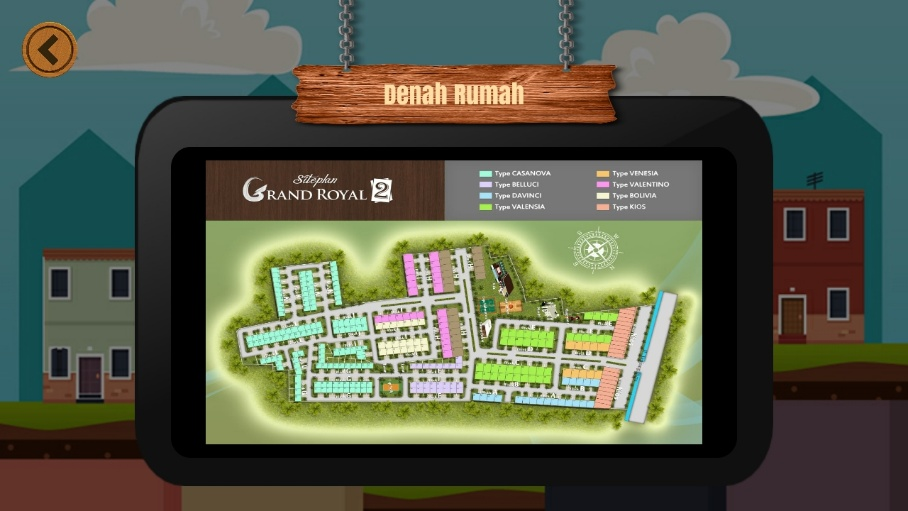 Denah Rumah
Siteplan
GRAND ROYAL 2
Type CASANOVA
Type BELLUCI
Type DAVINCI
Type VALENSIA
Type VENESIA
Type VALENTINO
Type BOLIVIA
Type KIOS